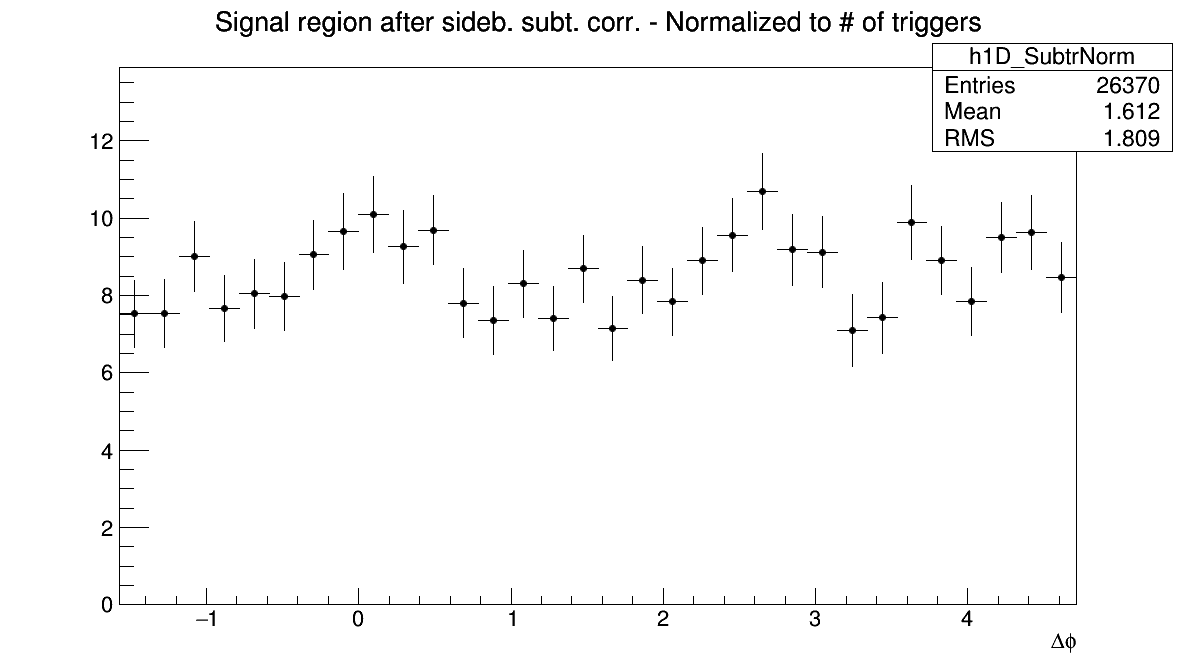 Signal region after sideb. subt. corr. - Normalized to # of triggers
h1D_SubtrNorm
Entries 26370
Mean 1.612
RMS 1.809
12
10
8
6
4
2
0
−1 0 1 2 3 4
Δϕ